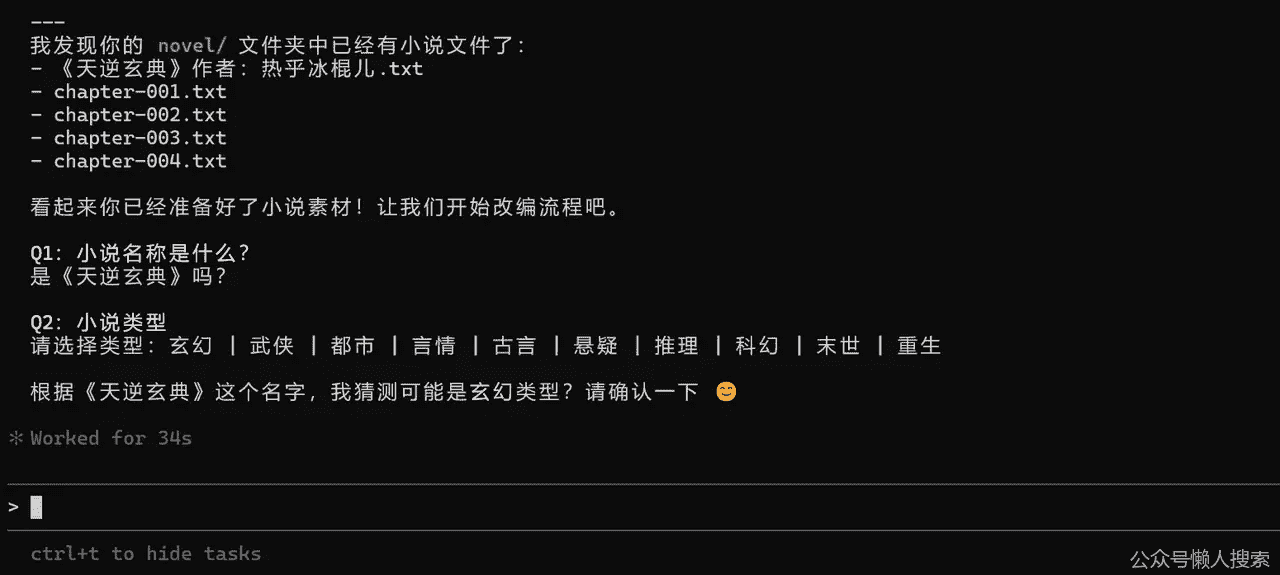 ---
我发现你的 novel/ 文件夹中已经有小说文件了：
- 《天逆玄典》作者：热乎冰棍儿.txt
- chapter-001.txt
- chapter-002.txt
- chapter-003.txt
- chapter-004.txt
看起来你已经准备好了小说素材！让我们开始改编流程吧。
Q1：小说名称是什么？
是《天逆玄典》吗？
Q2：小说类型
请选择类型：玄幻 | 武侠 | 都市 | 言情 | 古言 | 悬疑 | 推理 | 科幻 | 末世 | 重生
根据《天逆玄典》这个名字，我猜测可能是玄幻类型？请确认一下 😊
✻ Worked for 34s
>
ctrl+t to hide tasks
公众号懒人搜索